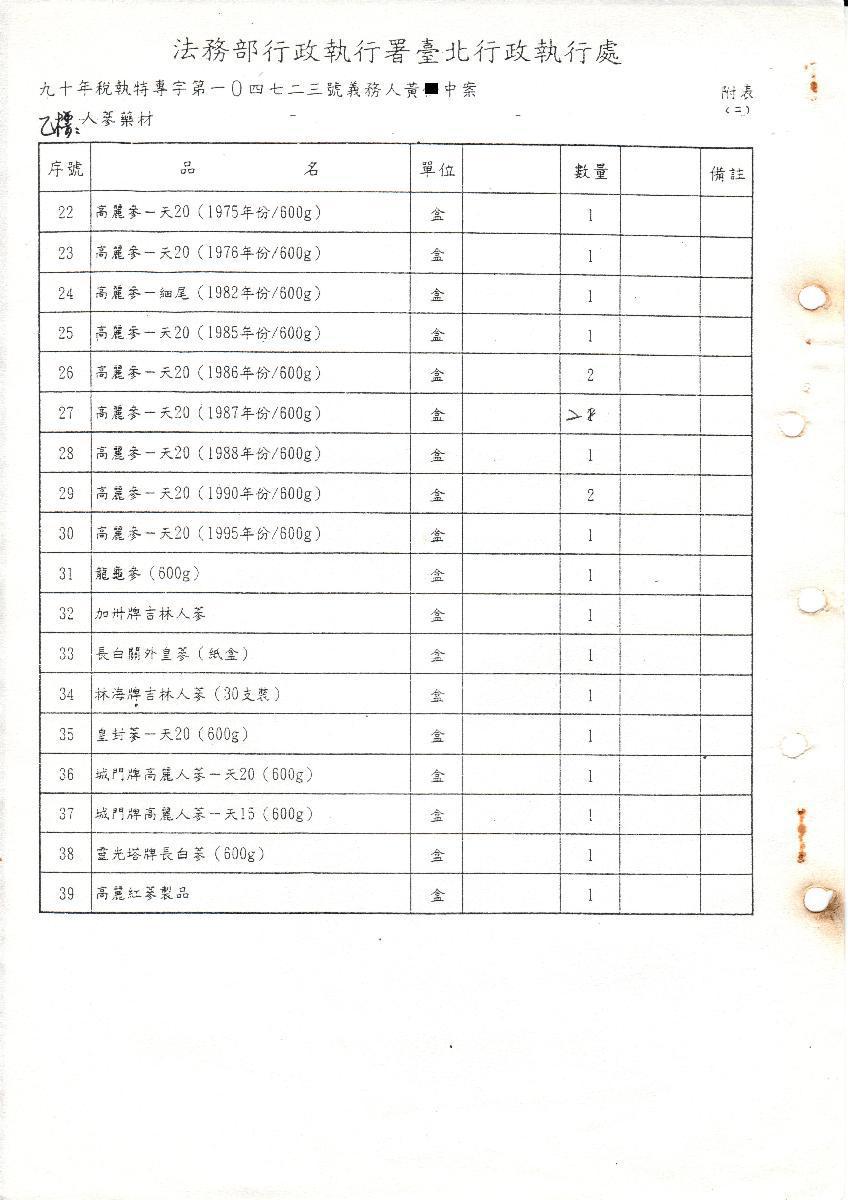 法務部行政執行署臺北行政執行處
九十年稅執特專字第一0四七二三號義務人黃 中案
附表
(二)
乙標:人蔘藥材
序號 品名 單位 數量 備註
22 高麗參一天20(1975年份/600g) 盒 1
23 高麗參一天20(1976年份/600g) 盒 1
24 高麗參一細尾(1982年份/600g) 盒 1
25 高麗參一天20(1985年份/600g) 盒 1
26 高麗參一天20(1986年份/600g) 盒 2
27 高麗參一天20(1987年份/600g) 盒
28 高麗參一天20(1988年份/600g) 盒 1
29 高麗參一天20(1990年份/600g) 盒 2
30 高麗參一天20(1995年份/600g) 盒 1
31 龍龜參(600g) 盒 1
32 加州牌吉林人蔘 盒 1
33 長白關外皇蔘(紙盒) 盒 1
34 林海牌吉林人蔘(30支裝) 盒 1
35 皇封蔘一天20(600g) 盒 1
36 城門牌高麗人蔘一天20(600g) 盒 1
37 城門牌高麗人蔘一天15(600g) 盒 1
38 靈光塔牌長白蔘(600g) 盒 1
39 高麗紅蔘製品 盒 1